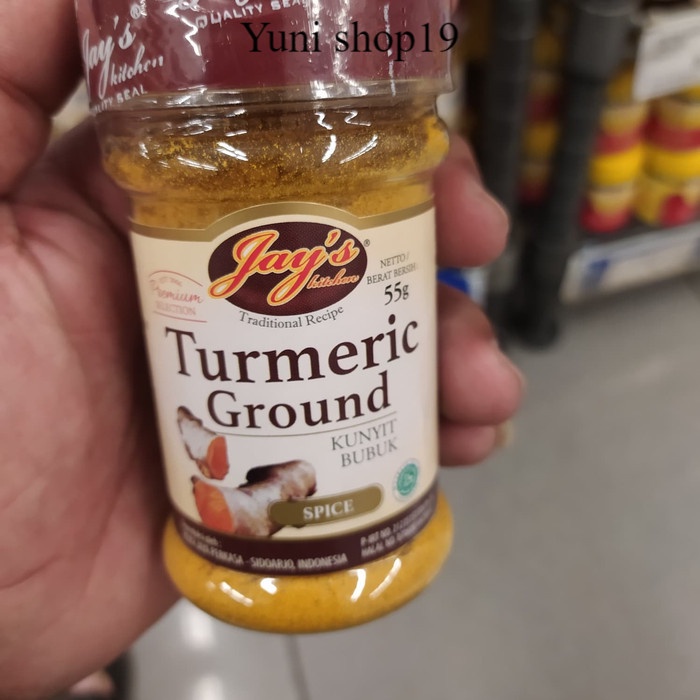 QUALITY SEAL
Yuni shop19
Jay's
kitchen
QUALITY SEAL
Jay's®
kitchen
NETTO/
BERAT BERSIH
55g
Premium
SELECTION
Traditional Recipe
Turmeric
Ground
KUNYIT
BUBUK
SPICE
SIDOARJO, INDONESIA